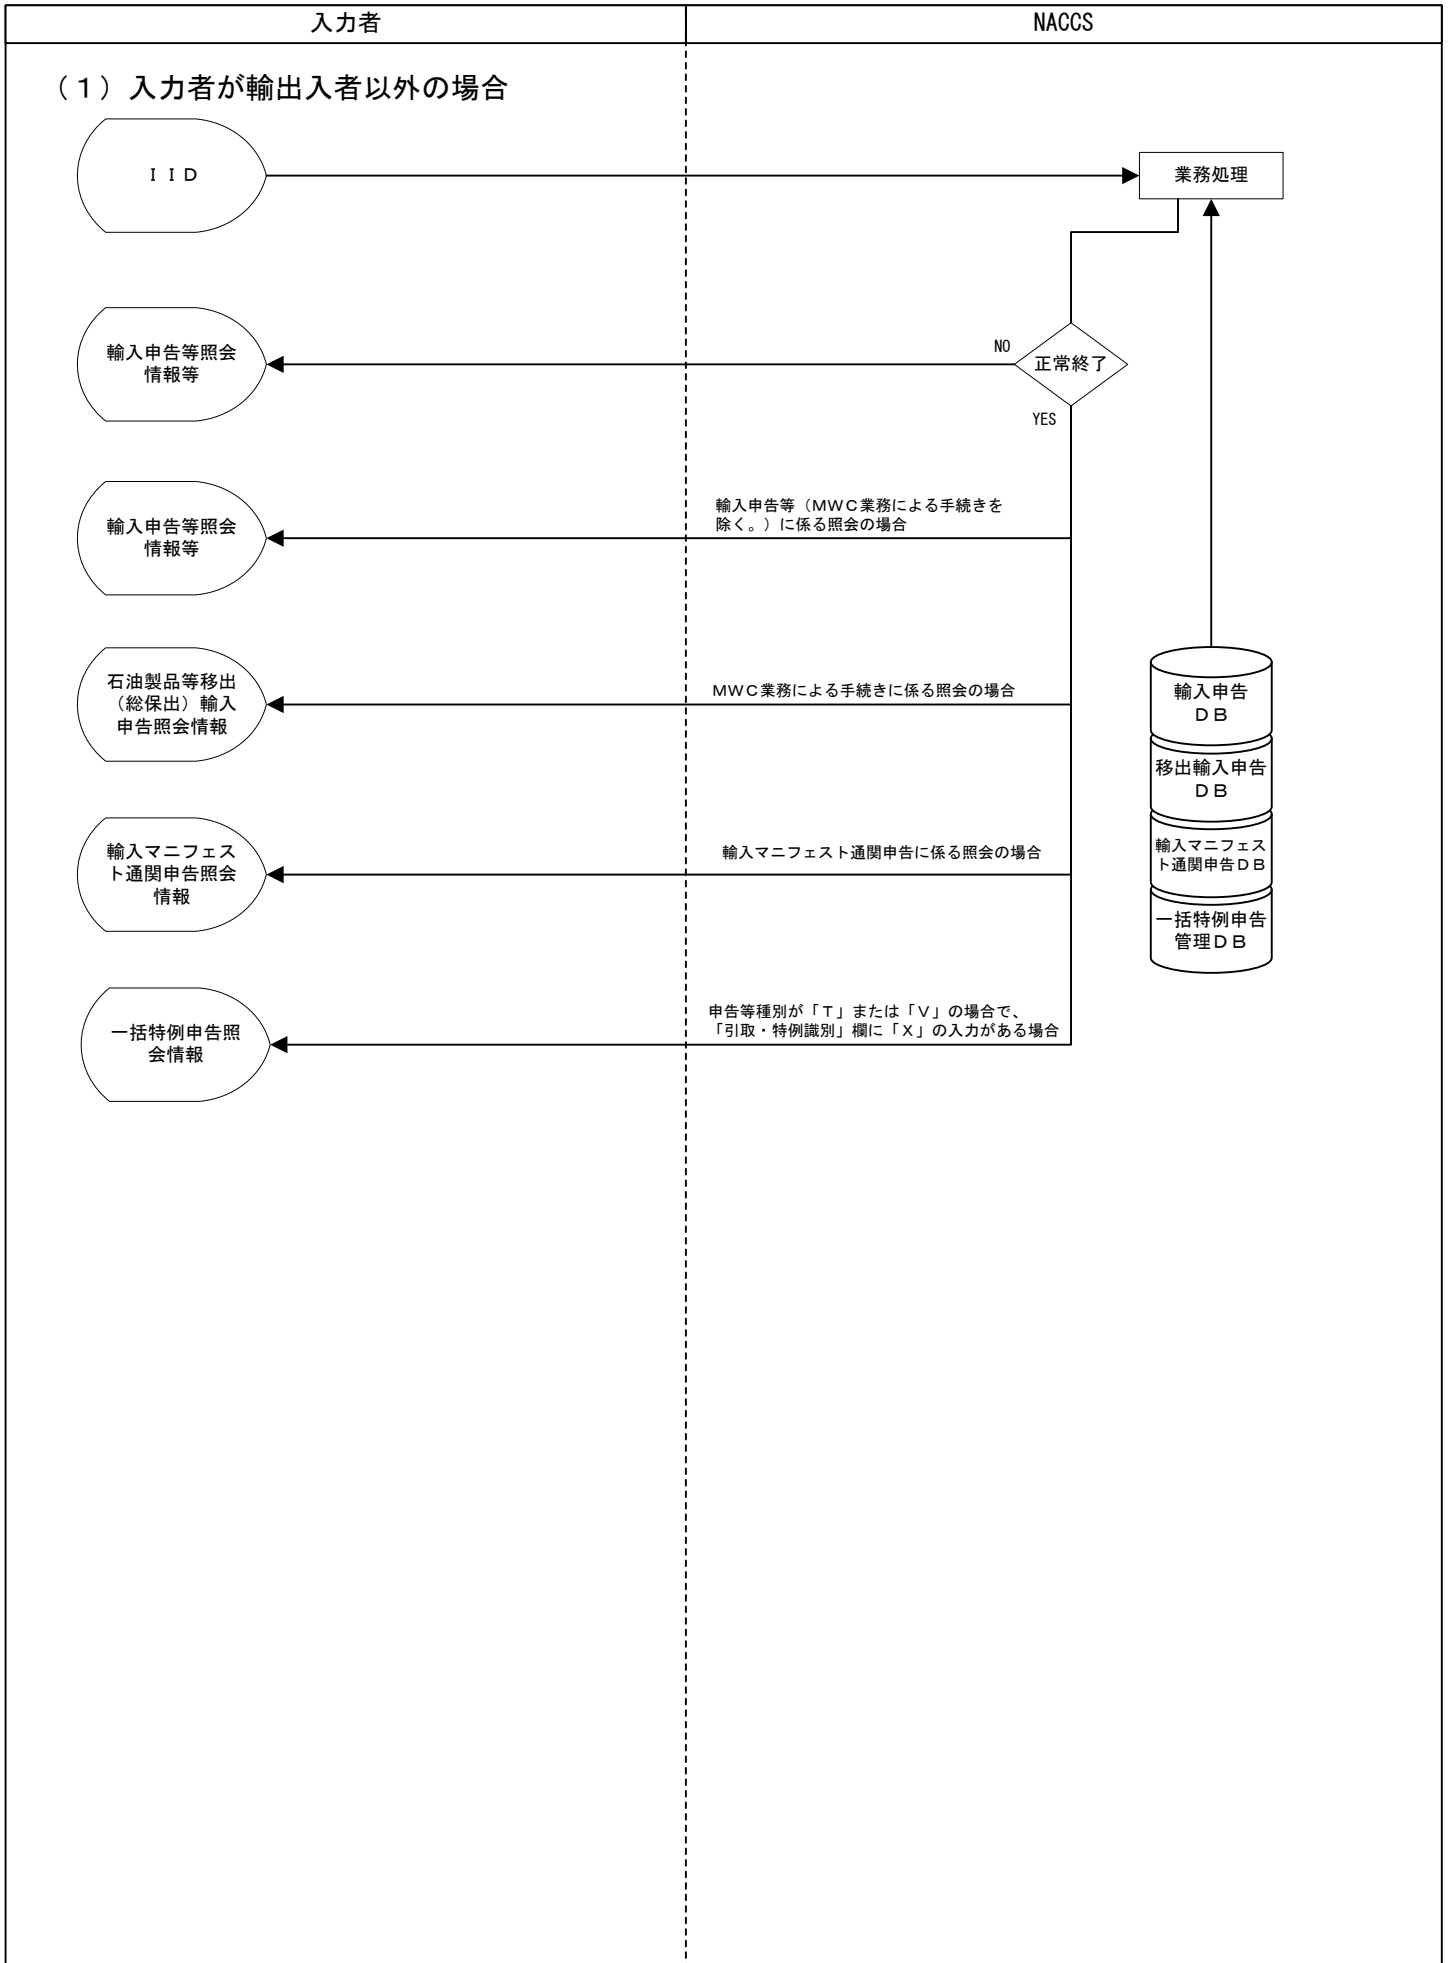 入力者
NACCS
（１）入力者が輸出入者以外の場合
ＩＩＤ
業務処理
輸入申告等照会
情報等
NO
正常終了
YES
輸入申告等照会
情報等
輸入申告等（ＭＷＣ業務による手続きを
除く。）に係る照会の場合
石油製品等移出
（総保出）輸入
申告照会情報
ＭＷＣ業務による手続きに係る照会の場合
輸入申告
ＤＢ
移出輸入申告
ＤＢ
輸入マニフェス
ト通関申告ＤＢ
一括特例申告
管理ＤＢ
輸入マニフェス
ト通関申告照会
情報
輸入マニフェスト通関申告に係る照会の場合
一括特例申告照
会情報
申告等種別が「Ｔ」または「Ｖ」の場合で、
「引取・特例識別」欄に「Ｘ」の入力がある場合